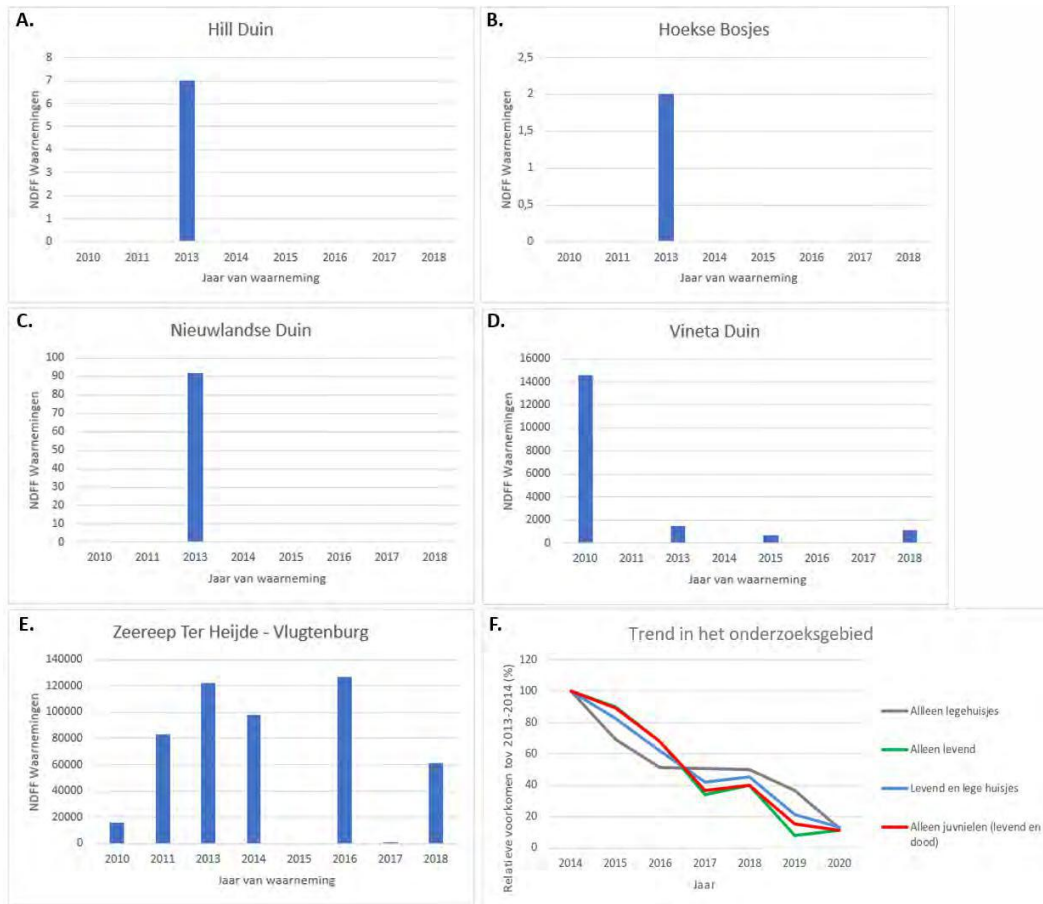 A.
Hill Duin
NDFF Waarnemingen
8
7
6
5
4
3
2
1
0
2010 2011 2013 2014 2015 2016 2017 2018
Jaar van waarneming
B.
Hoekse Bosjes
NDFF Waarnemingen
2,5
2
1,5
1
0,5
0
2010 2011 2013 2014 2015 2016 2017 2018
Jaar van waarneming
C.
Nieuwlandse Duin
NDFF Waarnemingen
100
90
80
70
60
50
40
30
20
10
0
2010 2011 2013 2014 2015 2016 2017 2018
Jaar van waarneming
D.
Vineta Duin
NDFF Waarnemingen
16000
14000
12000
10000
8000
6000
4000
2000
0
2010 2011 2013 2014 2015 2016 2017 2018
Jaar van waarneming
E.
Zeereep Ter Heijde - Vlugtenburg
NDFF Waarnemingen
140000
120000
100000
80000
60000
40000
20000
0
2010 2011 2013 2014 2015 2016 2017 2018
Jaar van waarneming
F.
Trend in het onderzoeksgebied
Relatieve voorkomen tov 2013-2014 (%)
120
100
80
60
40
20
0
2014 2015 2016 2017 2018 2019 2020
Jaar
Alleen legehuisjes
Alleen levend
Levend en lege huisjes
Alleen juvnielen (levend en
dood)